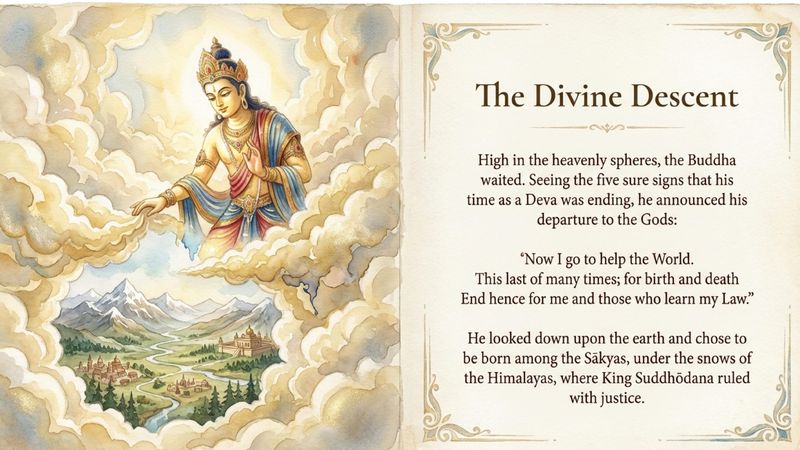 The Divine Descent
High in the heavenly spheres, the Buddha
waited. Seeing the five sure signs that his
time as a Deva was ending, he announced his
departure to the Gods:
‘Now I go to help the World.
This last of many times; for birth and death
End hence for me and those who learn my Law.”
He looked down upon the earth and chose to
be born among the Sākyas, under the snows of
the Himalayas, where King Suddhōdana ruled
with justice.